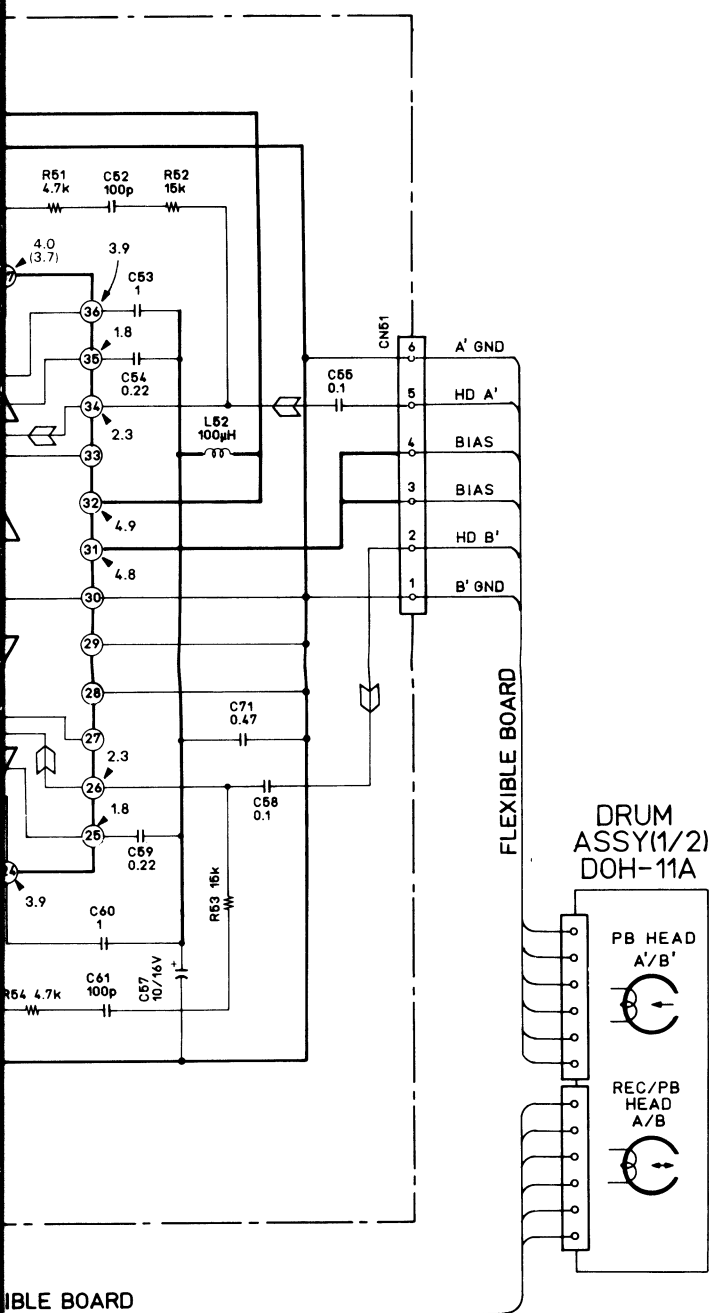 R51
4.7k
C52
100p
R52
15k
4.0
(3.7)
3.9
C53
1
36
1.8
35
C54
0.22
34
2.3
33
L52
100μH
C55
0.1
32
4.9
31
4.8
30
29
28
27
2.3
26
1.8
25
C59
0.22
24
3.9
C71
0.47
C58
0.1
R53 15k
C60
1
R54 4.7k
C61
100p
+
C57
10/16V
CN51
6
A' GND
5
HD A'
4
BIAS
3
BIAS
2
HD B'
1
B' GND
FLEXIBLE BOARD
DRUM
ASSY(1/2)
DOH-11A
PB HEAD
A'/B'
REC/PB
HEAD
A/B
IBLE BOARD